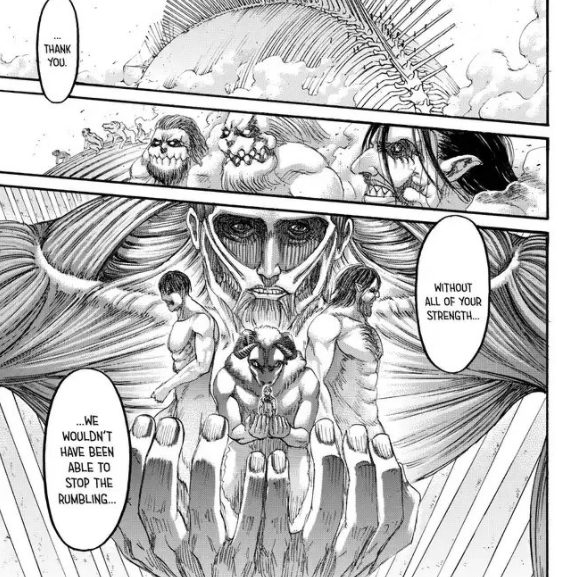 ...
THANK
YOU.
WITHOUT
ALL OF YOUR
STRENGTH...
...WE
WOULDN'T
HAVE BEEN
ABLE TO
STOP THE
RUMBLING...